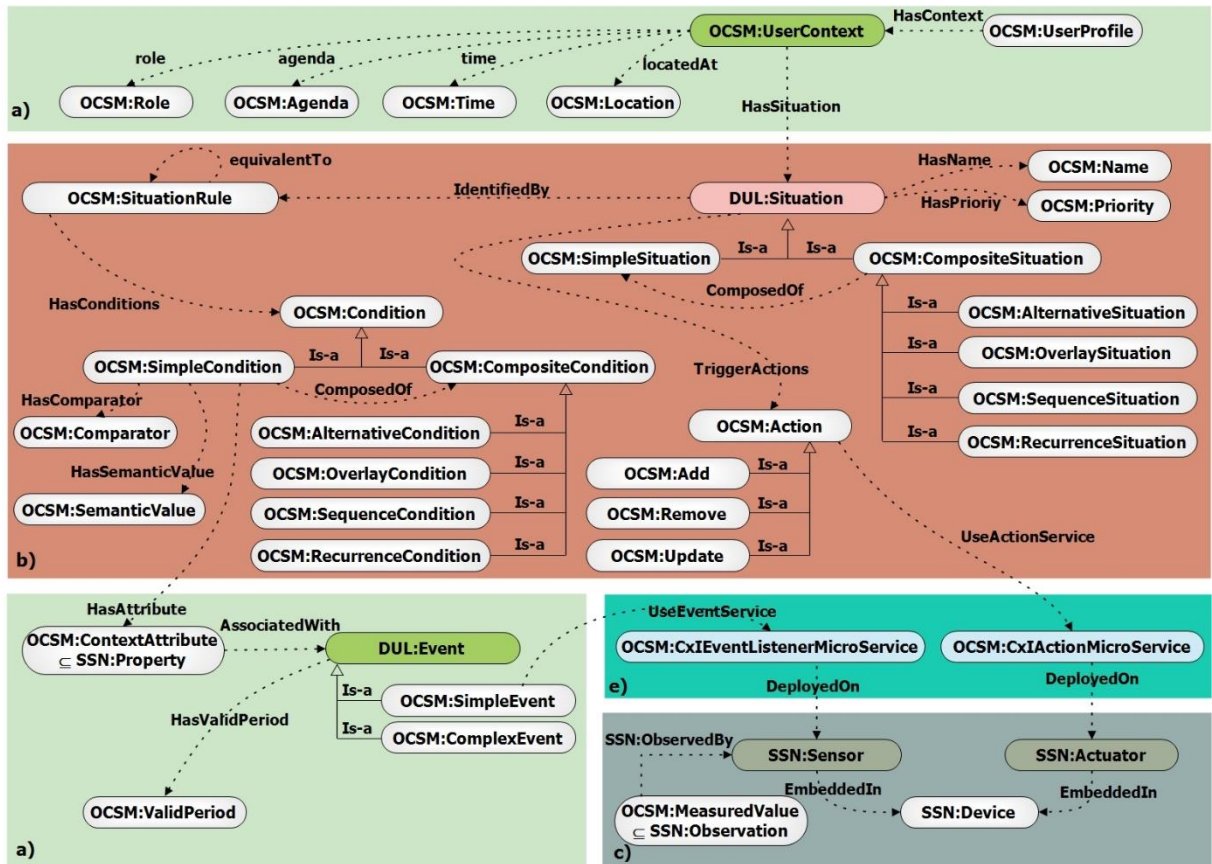 HasContext
OCSM:UserContext
OCSM:UserProfile
role
agenda
time
locatedAt
OCSM:Role
OCSM:Agenda
OCSM:Time
OCSM:Location
a)
HasSituation
equivalentTo
HasName
OCSM:Name
OCSM:SituationRule
IdentifiedBy
DUL:Situation
HasPrioriy
OCSM:Priority
Is-a
Is-a
OCSM:SimpleSituation
OCSM:CompositeSituation
ComposedOf
HasConditions
Is-a
OCSM:AlternativeSituation
OCSM:Condition
Is-a
OCSM:OverlaySituation
Is-a
Is-a
OCSM:SimpleCondition
OCSM:CompositeCondition
ComposedOf
TriggerActions
Is-a
OCSM:SequenceSituation
HasComparator
OCSM:Comparator
OCSM:AlternativeCondition
Is-a
OCSM:Action
Is-a
OCSM:RecurrenceSituation
HasSemanticValue
OCSM:OverlayCondition
Is-a
OCSM:Add
Is-a
OCSM:SemanticValue
OCSM:SequenceCondition
Is-a
OCSM:Remove
Is-a
OCSM:RecurrenceCondition
Is-a
OCSM:Update
Is-a
UseActionService
b)
HasAttribute
AssociatedWith
UseEventService
OCSM:ContextAttribute
⊆ SSN:Property
DUL:Event
OCSM:CxIEventListenerMicroService
OCSM:CxIActionMicroService
e)
DeployedOn
DeployedOn
Is-a
OCSM:SimpleEvent
HasValidPeriod
Is-a
OCSM:ComplexEvent
SSN:ObservedBy
SSN:Sensor
SSN:Actuator
EmbeddedIn
EmbeddedIn
OCSM:ValidPeriod
OCSM:MeasuredValue
⊆ SSN:Observation
SSN:Device
a)
c)